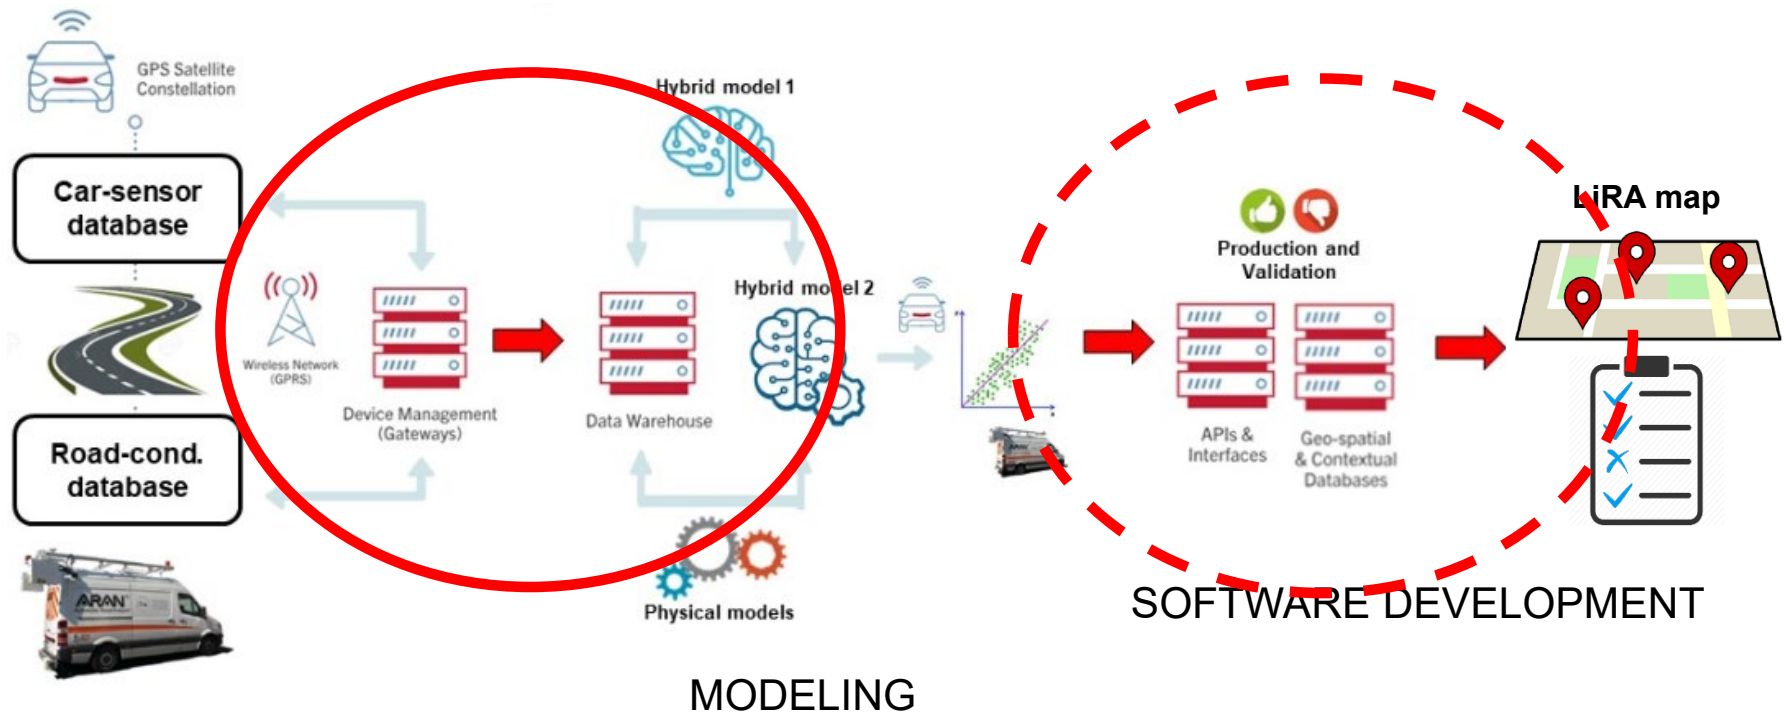 GPS Satellite
Constellation
Car-sensor
database
Wireless Network
(GPRS)
Road-cond.
database
ARAN
Device Management
(Gateways)
Hybrid model 1
Hybrid model 2
Data Warehouse
Physical models
MODELING
Production and
Validation
APIs &
Interfaces
Geo-spatial
& Contextual
Databases
SOFTWARE DEVELOPMENT
LiRA map